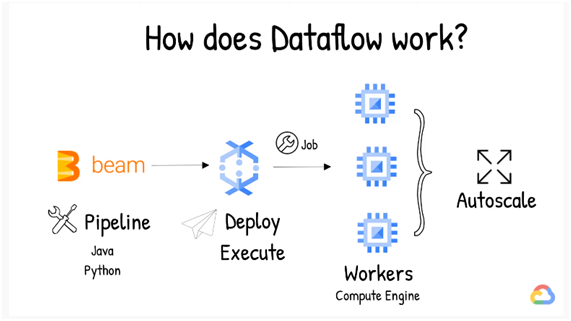 How does Dataflow work?
beam
Job
Pipeline
Java
Python
Deploy
Execute
Workers
Compute Engine
Autoscale